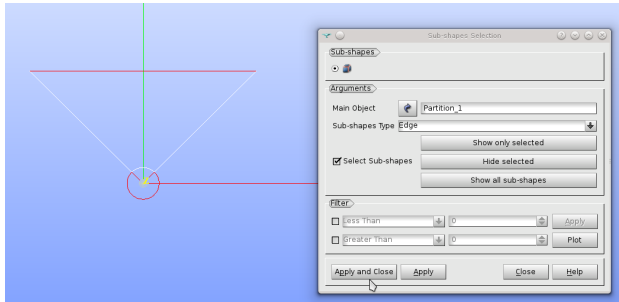 Sub-shapes Selection
Sub-shapes
Arguments
Main Object Partition_1
Sub-shapes Type Edge
Show only selected
Select Sub-shapes Hide selected
Show all sub-shapes
Filter
Less Than 0 Apply
Greater Than 0 Plot
Apply and Close Apply Close Help